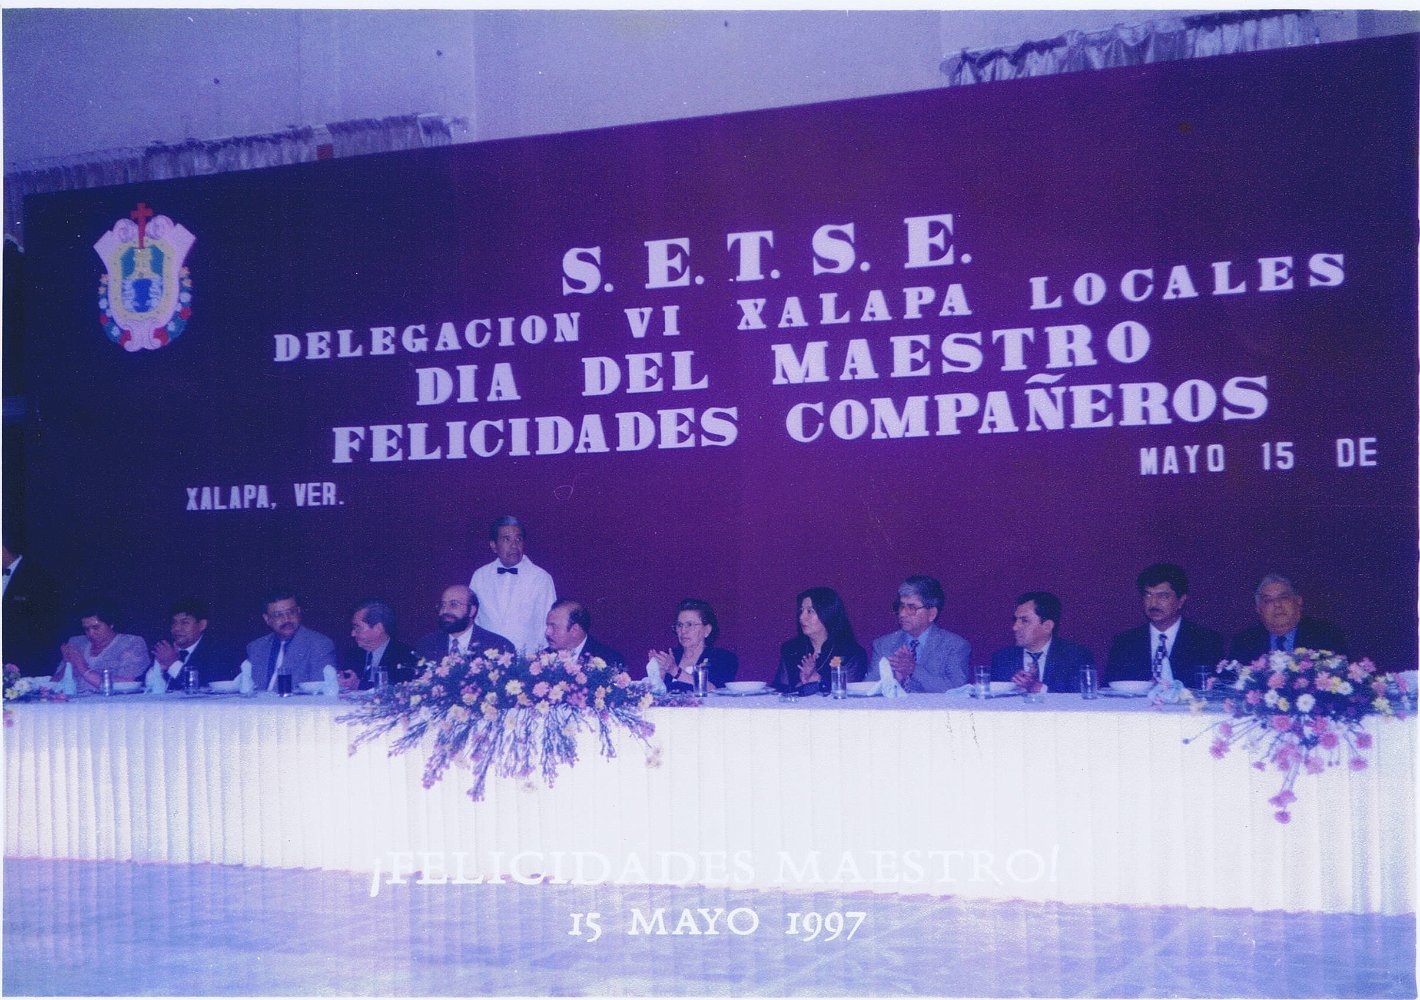 S. E. T. S. E.
DELEGACION VI XALAPA LOCALES
DIA DEL MAESTRO
FELICIDADES COMPAÑEROS
XALAPA, VER. MAYO 15 DE
¡FELICIDADES MAESTRO!
15 MAYO 1997